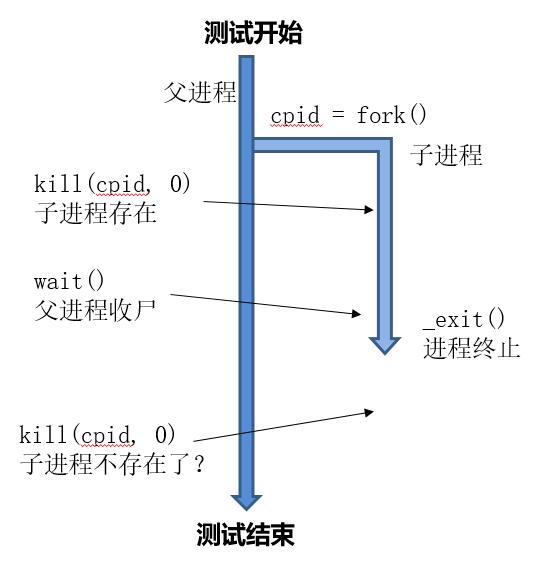 测试开始
父进程
cpid = fork()
子进程
kill(cpid, 0)
子进程存在
wait()
父进程收尸
_exit()
进程终止
kill(cpid, 0)
子进程不存在了？
测试结束